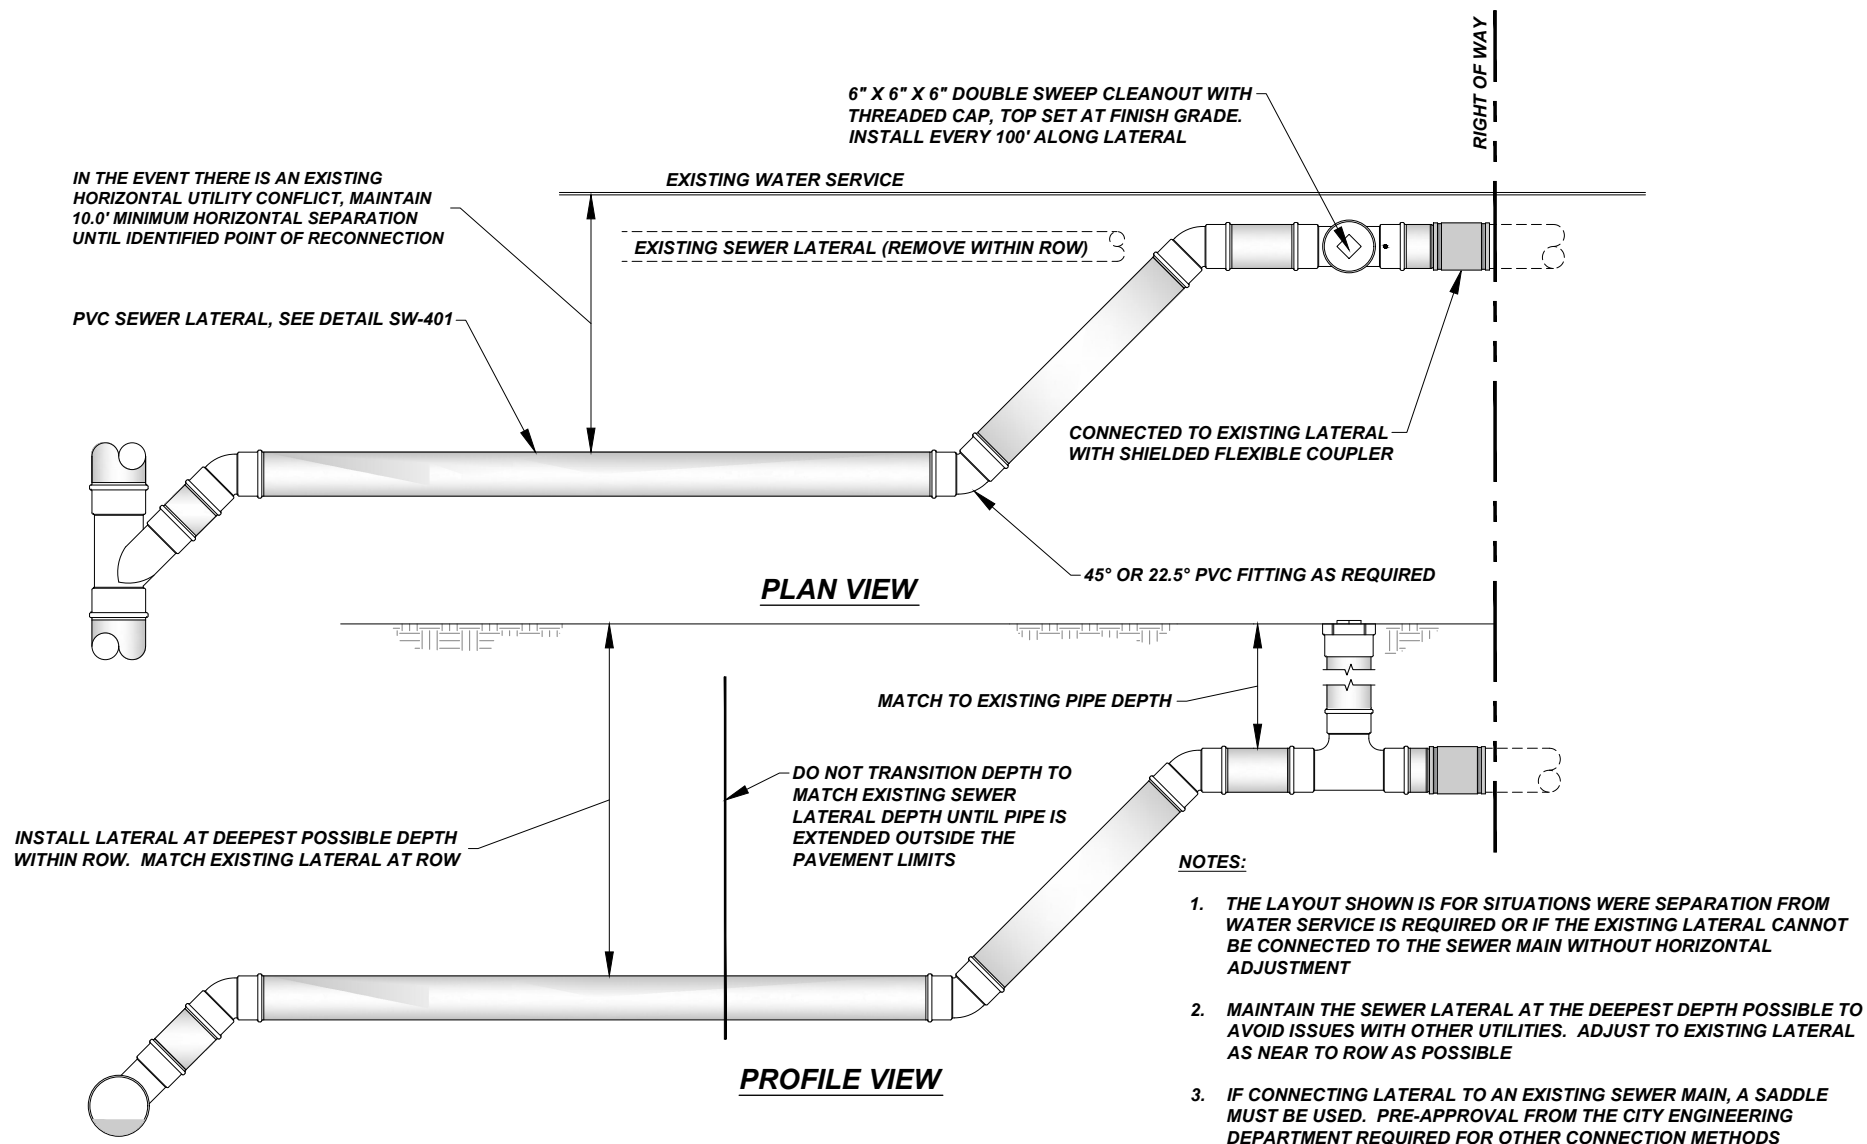 RIGHT OF WAY
6" X 6" X 6" DOUBLE SWEEP CLEANOUT WITH
THREADED CAP, TOP SET AT FINISH GRADE.
INSTALL EVERY 100' ALONG LATERAL
IN THE EVENT THERE IS AN EXISTING
HORIZONTAL UTILITY CONFLICT, MAINTAIN
10.0' MINIMUM HORIZONTAL SEPARATION
UNTIL IDENTIFIED POINT OF RECONNECTION
EXISTING WATER SERVICE
EXISTING SEWER LATERAL (REMOVE WITHIN ROW)
PVC SEWER LATERAL, SEE DETAIL SW-401
CONNECTED TO EXISTING LATERAL
WITH SHIELDED FLEXIBLE COUPLER
45° OR 22.5° PVC FITTING AS REQUIRED
PLAN VIEW
MATCH TO EXISTING PIPE DEPTH
DO NOT TRANSITION DEPTH TO
MATCH EXISTING SEWER
LATERAL DEPTH UNTIL PIPE IS
EXTENDED OUTSIDE THE
PAVEMENT LIMITS
INSTALL LATERAL AT DEEPEST POSSIBLE DEPTH
WITHIN ROW. MATCH EXISTING LATERAL AT ROW
PROFILE VIEW
NOTES:
1. THE LAYOUT SHOWN IS FOR SITUATIONS WERE SEPARATION FROM
WATER SERVICE IS REQUIRED OR IF THE EXISTING LATERAL CANNOT
BE CONNECTED TO THE SEWER MAIN WITHOUT HORIZONTAL
ADJUSTMENT
2. MAINTAIN THE SEWER LATERAL AT THE DEEPEST DEPTH POSSIBLE TO
AVOID ISSUES WITH OTHER UTILITIES. ADJUST TO EXISTING LATERAL
AS NEAR TO ROW AS POSSIBLE
3. IF CONNECTING LATERAL TO AN EXISTING SEWER MAIN, A SADDLE
MUST BE USED. PRE-APPROVAL FROM THE CITY ENGINEERING
DEPARTMENT REQUIRED FOR OTHER CONNECTION METHODS